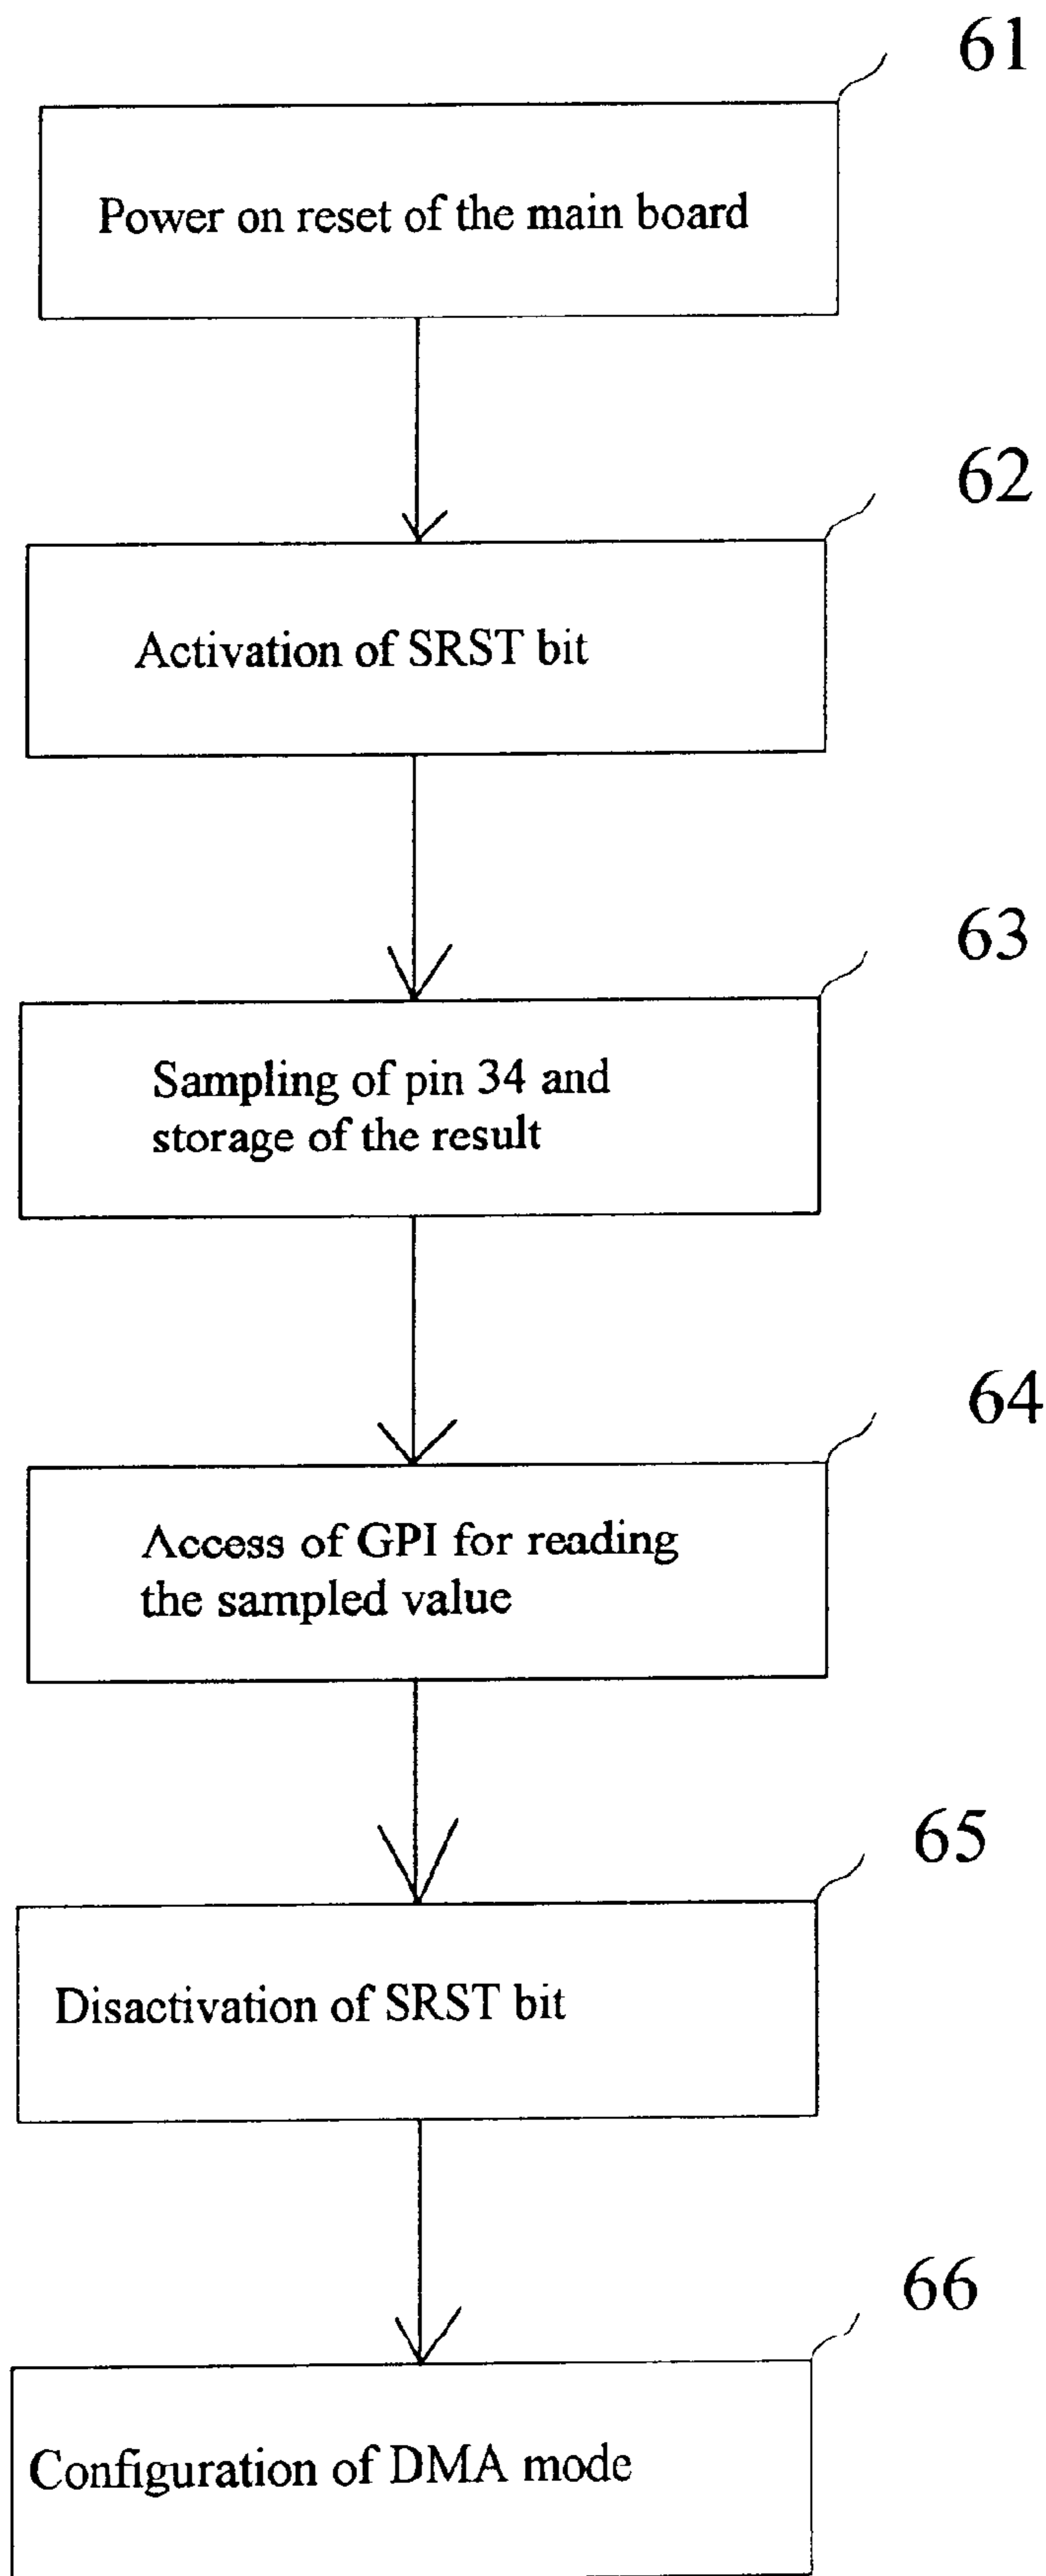 61
Power on reset of the main board
62
Activation of SRST bit
63
Sampling of pin 34 and
storage of the result
64
Access of GPI for reading
the sampled value
65
Disactivation of SRST bit
66
Configuration of DMA mode